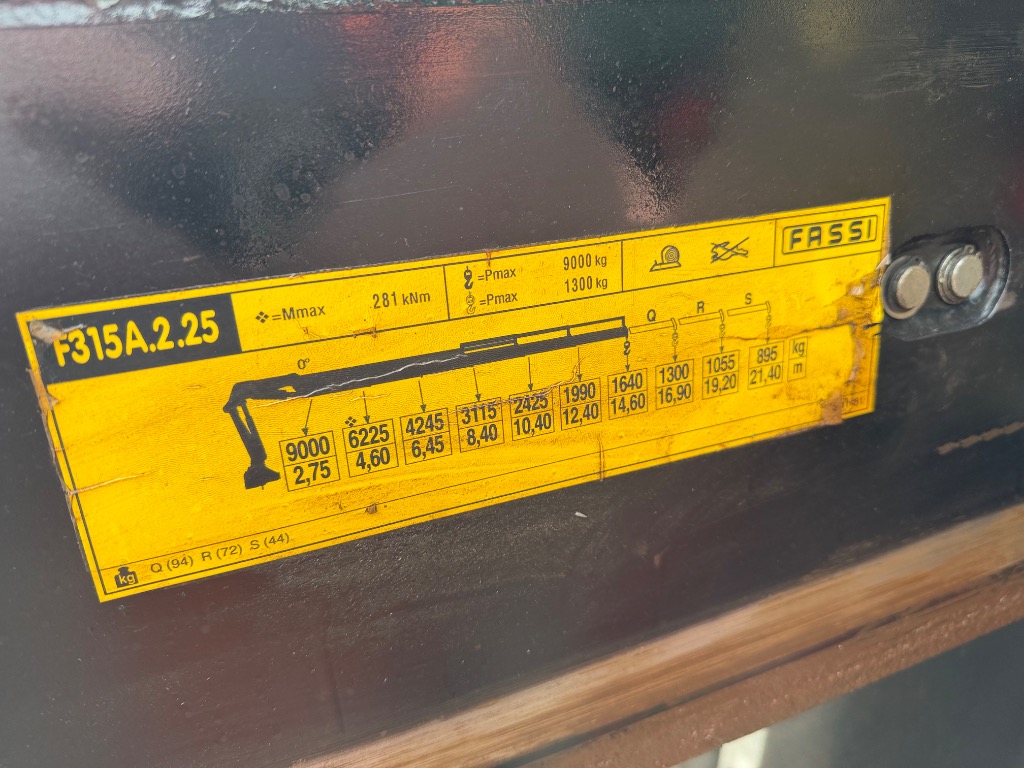 F315A.2.25
❖=Mmax 281 kNm
=Pmax 9000 kg
=Pmax 1300 kg
FASSI
0°
Q R S
9000 6225 4245 3115 2425 1990 1640 1300 1055 895 kg
2,75 4,60 6,45 8,40 10,40 12,40 14,60 16,90 19,20 21,40 m
kg Q (94) R (72) S (44)